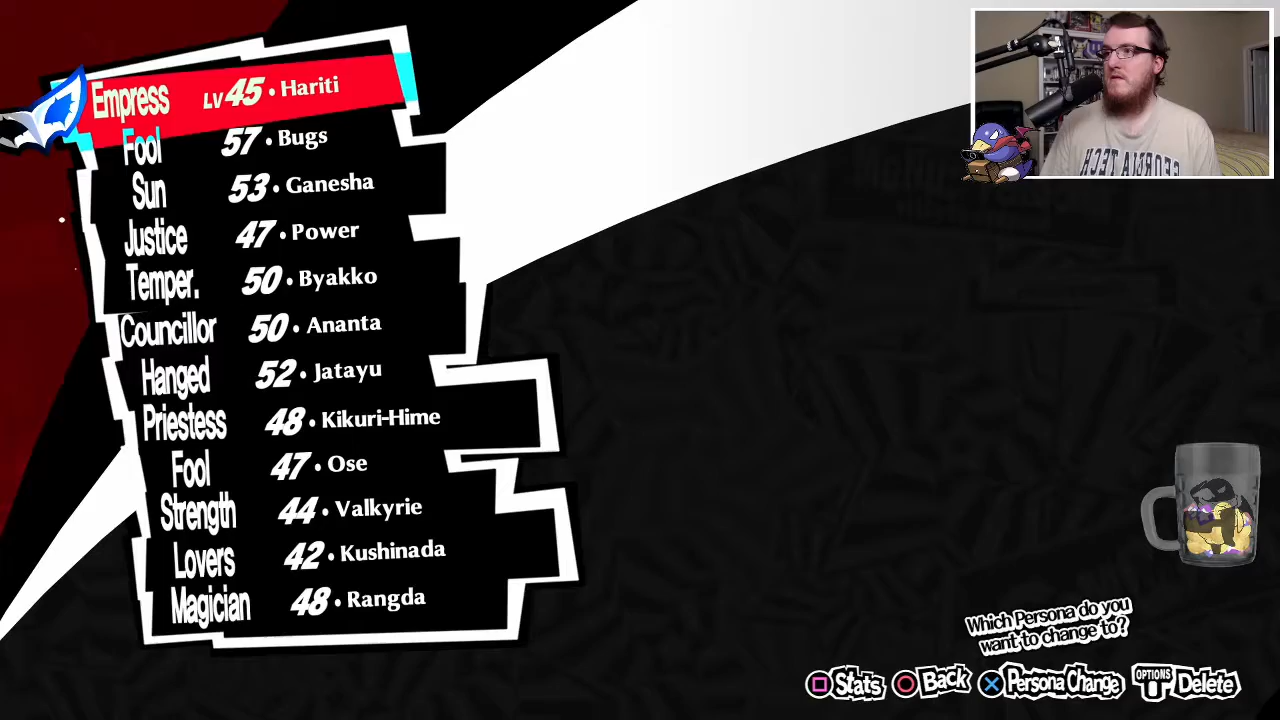 Empress LV 45 • Hariti
Fool 57 • Bugs
Sun 53 • Ganesha
Justice 47 • Power
Temper. 50 • Byakko
Councillor 50 • Ananta
Hanged 52 • Jatayu
Priestess 48 • Kikuri-Hime
Fool 47 • Ose
Strength 44 • Valkyrie
Lovers 42 • Kushinada
Magician 48 • Rangda
GEORGIA TECH
Which Persona do you
want to change to?
Stats Back Persona Change OPTIONS Delete